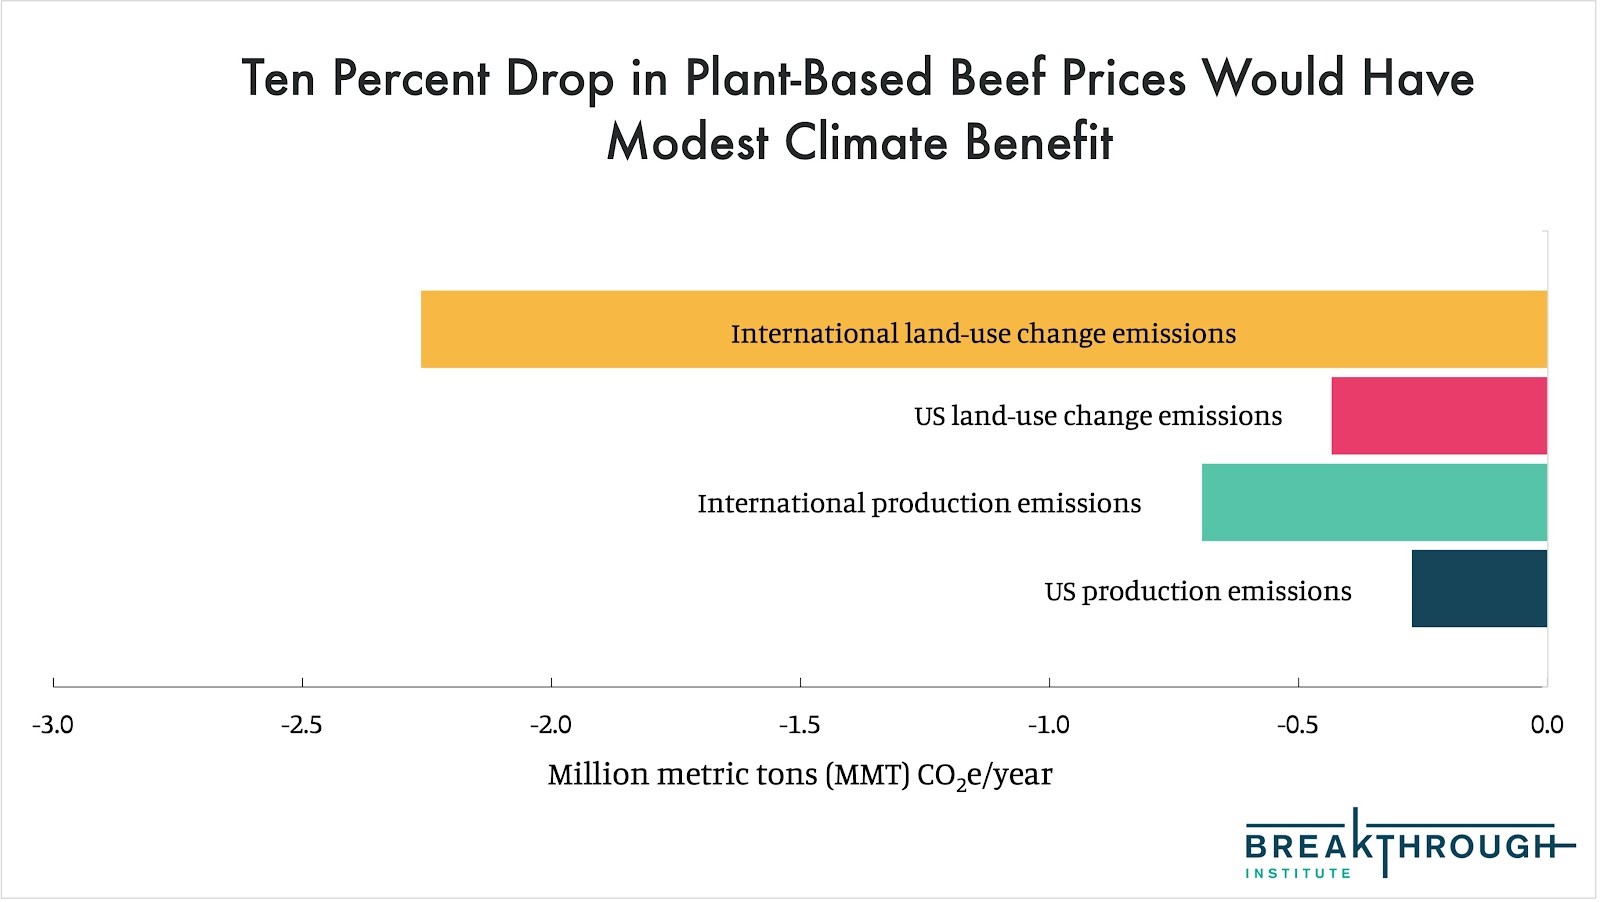 Ten Percent Drop in Plant-Based Beef Prices Would Have
Modest Climate Benefit
International land-use change emissions
US land-use change emissions
International production emissions
US production emissions
-3.0 -2.5 -2.0 -1.5 -1.0 -0.5 0.0
Million metric tons (MMT) CO₂e/year
BREAKTHROUGH
INSTITUTE